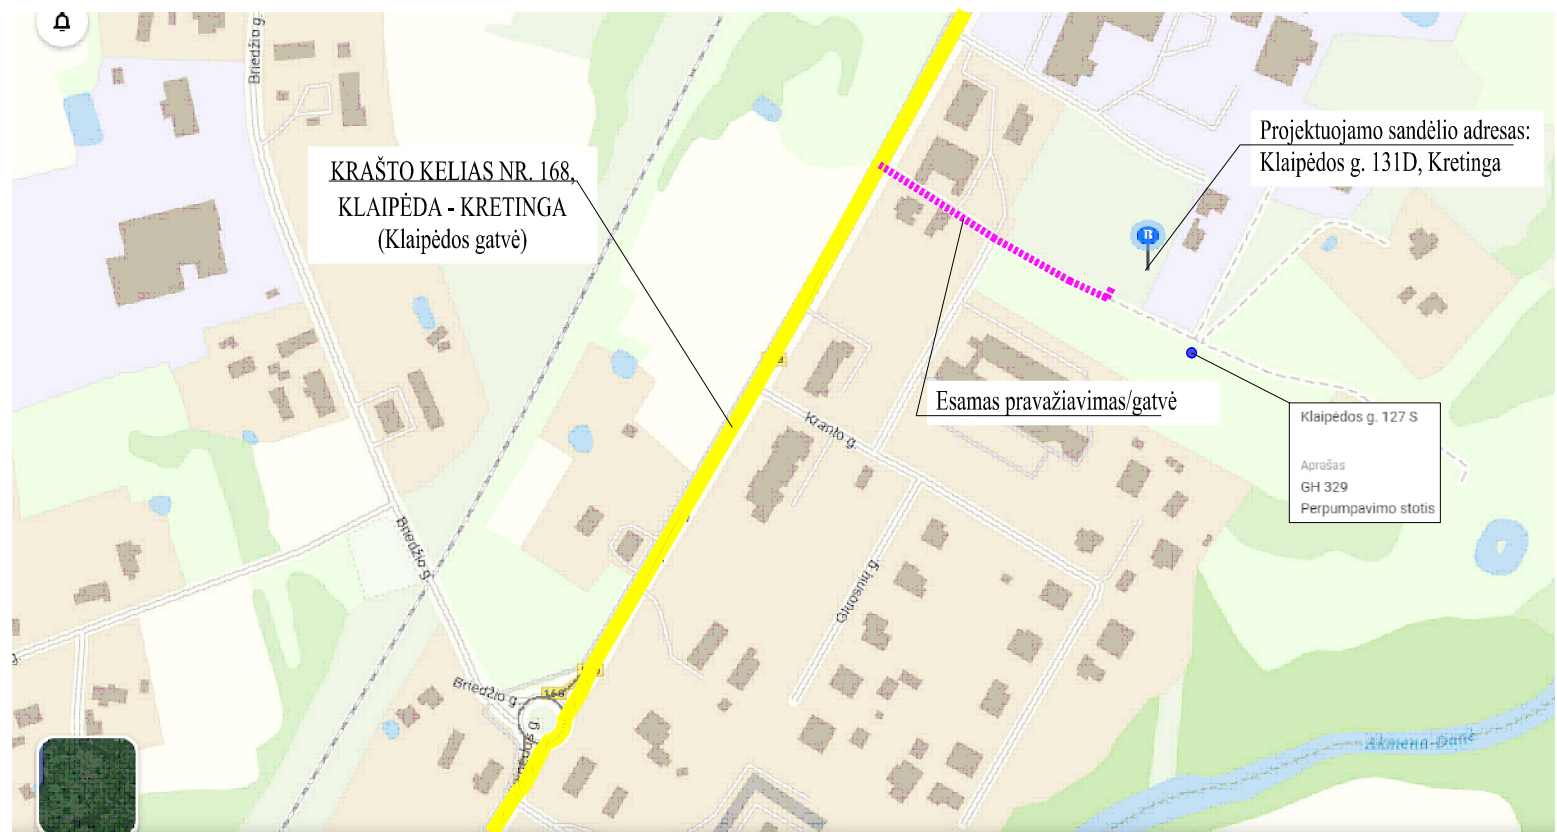 Briedžio g.
Projektuojamo sandėlio adresas:
Klaipėdos g. 131D, Kretinga
KRAŠTO KELIAS NR. 168,
KLAIPĖDA - KRETINGA
(Klaipėdos gatvė)
B
Esamas pravažiavimas/gatvė
Kranto g.
Klaipėdos g. 127 S
Aprašas
GH 329
Perpumpavimo stotis
Briedžio g.
Gluosnių g.
Briedžio g.
168
g.
Akmena-Danė